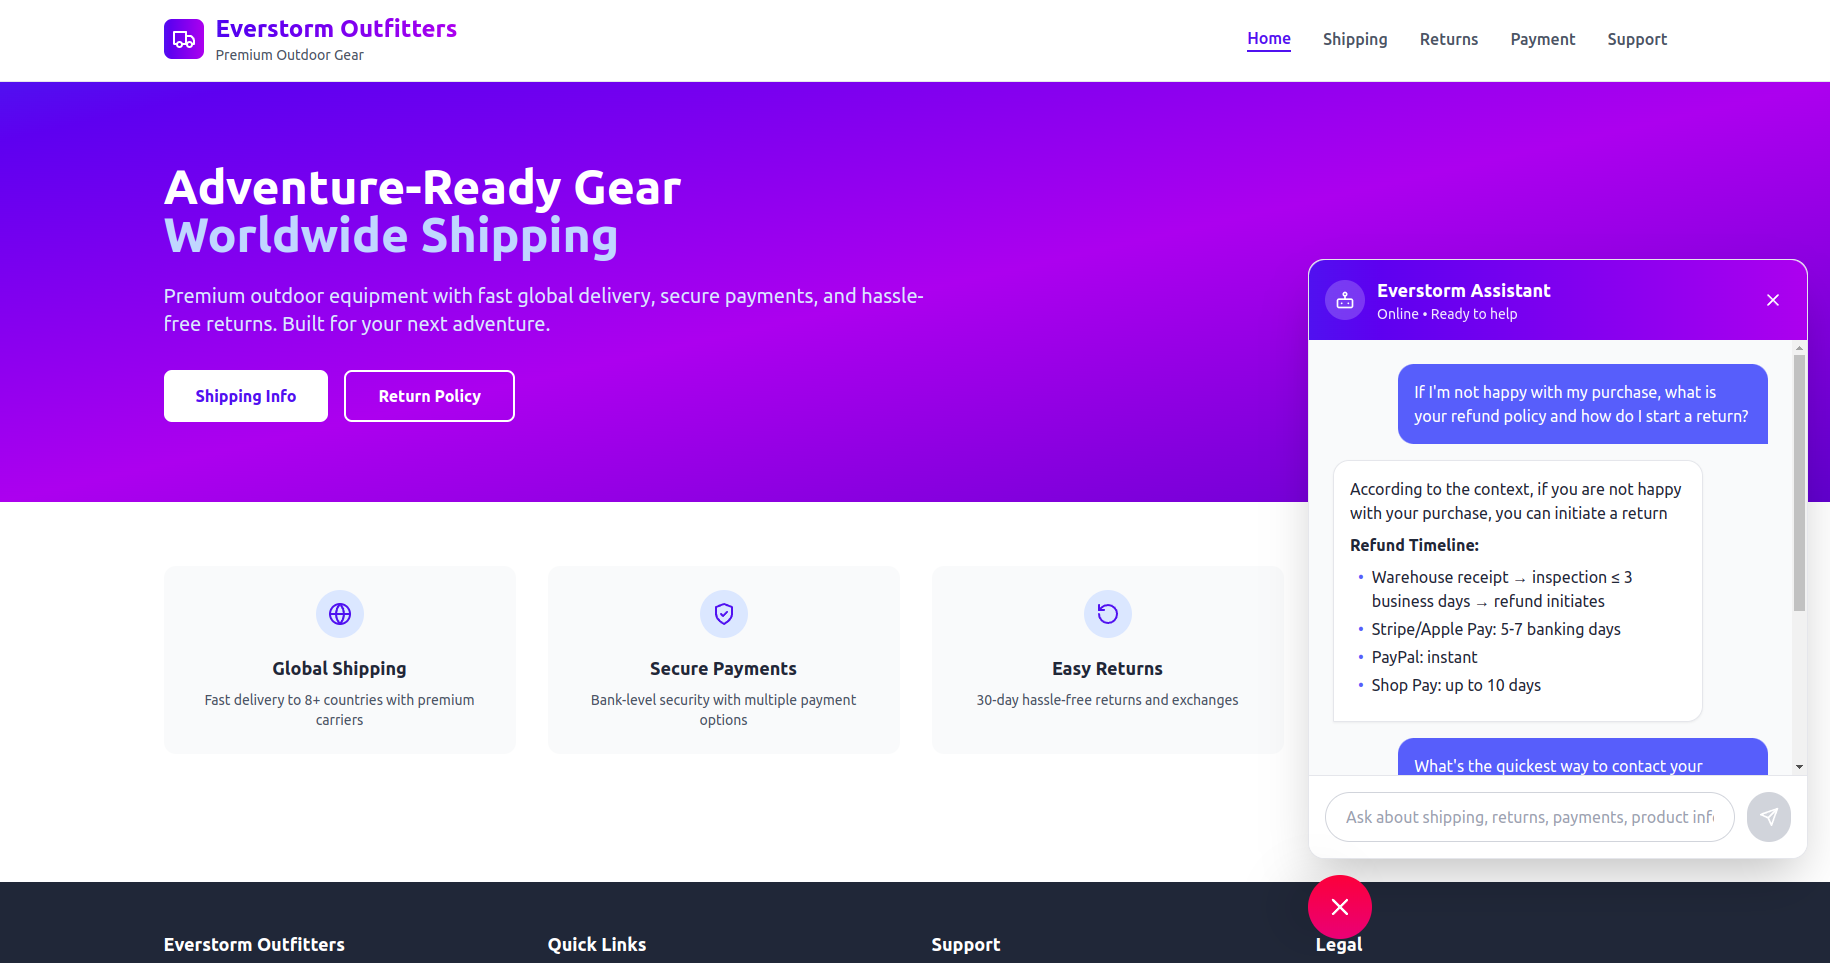 Everstorm Outfitters
Premium Outdoor Gear
Home
Shipping
Returns
Payment
Support
Adventure-Ready Gear
Worldwide Shipping
Premium outdoor equipment with fast global delivery, secure payments, and hassle-
free returns. Built for your next adventure.
Shipping Info
Return Policy
Global Shipping
Fast delivery to 8+ countries with premium
carriers
Secure Payments
Bank-level security with multiple payment
options
Easy Returns
30-day hassle-free returns and exchanges
Everstorm Assistant
Online • Ready to help
If I'm not happy with my purchase, what is
your refund policy and how do I start a return?
According to the context, if you are not happy
with your purchase, you can initiate a return
Refund Timeline:
• Warehouse receipt → inspection ≤ 3
business days → refund initiates
• Stripe/Apple Pay: 5-7 banking days
• PayPal: instant
• Shop Pay: up to 10 days
What's the quickest way to contact your
Ask about shipping, returns, payments, product inf
Everstorm Outfitters
Quick Links
Support
Legal